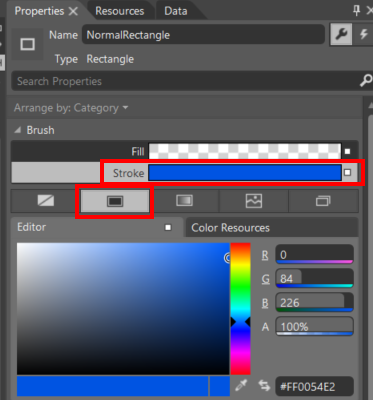 Properties × Resources Data
Name NormalRectangle
Type Rectangle
Search Properties
Arrange by: Category
Brush
Fill
Stroke
Editor Color Resources
R 0
G 84
B 226
A 100%
#FF0054E2